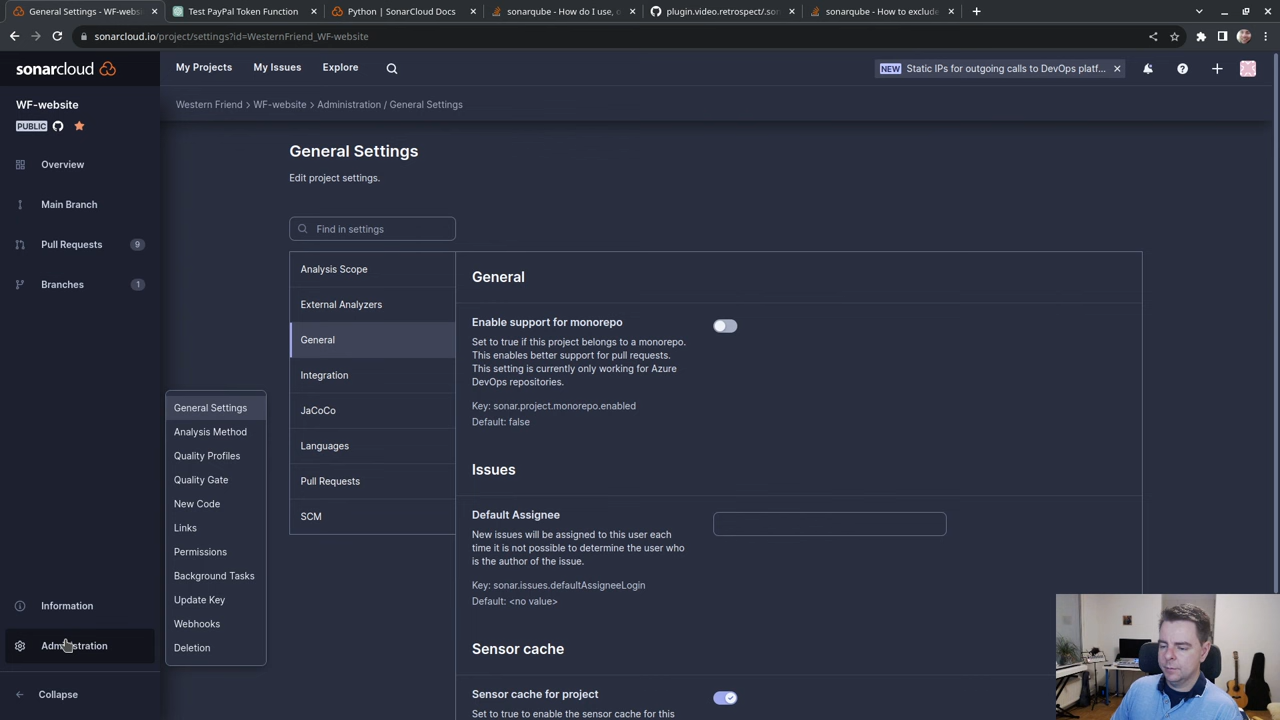 General Settings - WF-websit
Test PayPal Token Function
Python | SonarCloud Docs
sonarqube - How do I use, o
plugin.video.retrospect/.son
sonarqube - How to exclude
sonarcloud.io/project/settings?id=WesternFriend_WF-website
sonarcloud
My Projects
My Issues
Explore
NEW
Static IPs for outgoing calls to DevOps platf...
WF-website
PUBLIC
Western Friend
WF-website
Administration / General Settings
Overview
Main Branch
Pull Requests
9
Branches
1
General Settings
Edit project settings.
Find in settings
Analysis Scope
External Analyzers
General
Integration
JaCoCo
Languages
Pull Requests
SCM
General
Enable support for monorepo
Set to true if this project belongs to a monorepo.
This enables better support for pull requests.
This setting is currently only working for Azure
DevOps repositories.
Key: sonar.project.monorepo.enabled
Default: false
Issues
Default Assignee
New issues will be assigned to this user each
time it is not possible to determine the user who
is the author of the issue.
Key: sonar.issues.defaultAssigneeLogin
Default: <no value>
Sensor cache
Sensor cache for project
Set to true to enable the sensor cache for this
General Settings
Analysis Method
Quality Profiles
Quality Gate
New Code
Links
Permissions
Background Tasks
Update Key
Webhooks
Deletion
Information
Administration
Collapse